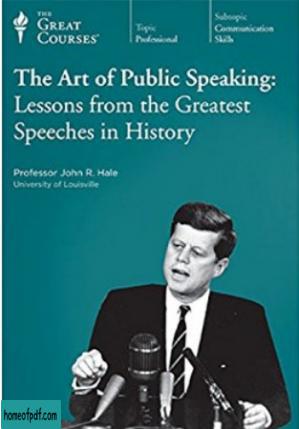 THE
GREAT
COURSES®
Topic
Professional
Subtopic
Communication
Skills
The Art of Public Speaking:
Lessons from the Greatest
Speeches in History
Professor John R. Hale
University of Louisville
homeofpdf.com